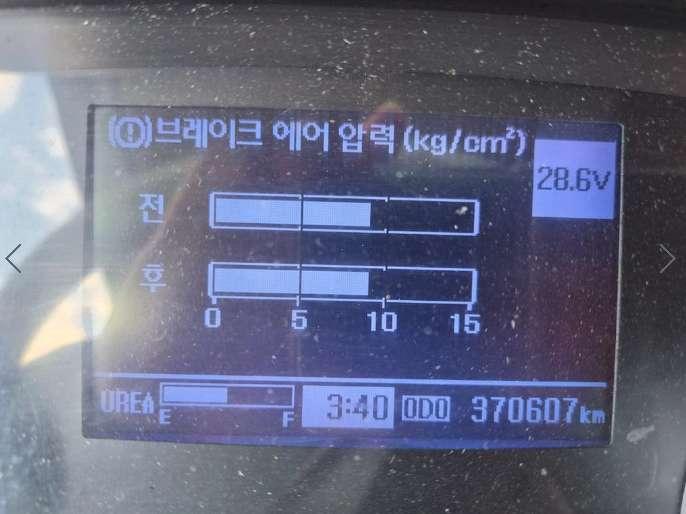 (!) 브레이크 에어 압력 (kg/cm²)
28.6V
전
후
0 5 10 15
UREA E F 3:40 ODO 370607km